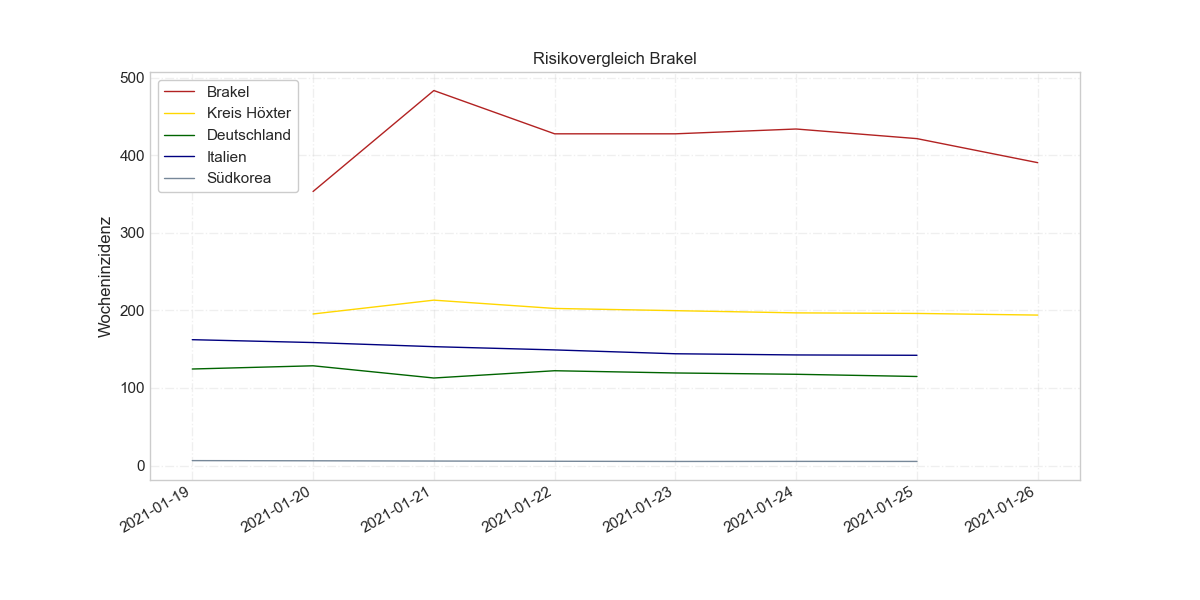 Risikovergleich Brakel
Wocheninzidenz
500
400
300
200
100
0
Brakel
Kreis Höxter
Deutschland
Italien
Südkorea
2021-01-19
2021-01-20
2021-01-21
2021-01-22
2021-01-23
2021-01-24
2021-01-25
2021-01-26